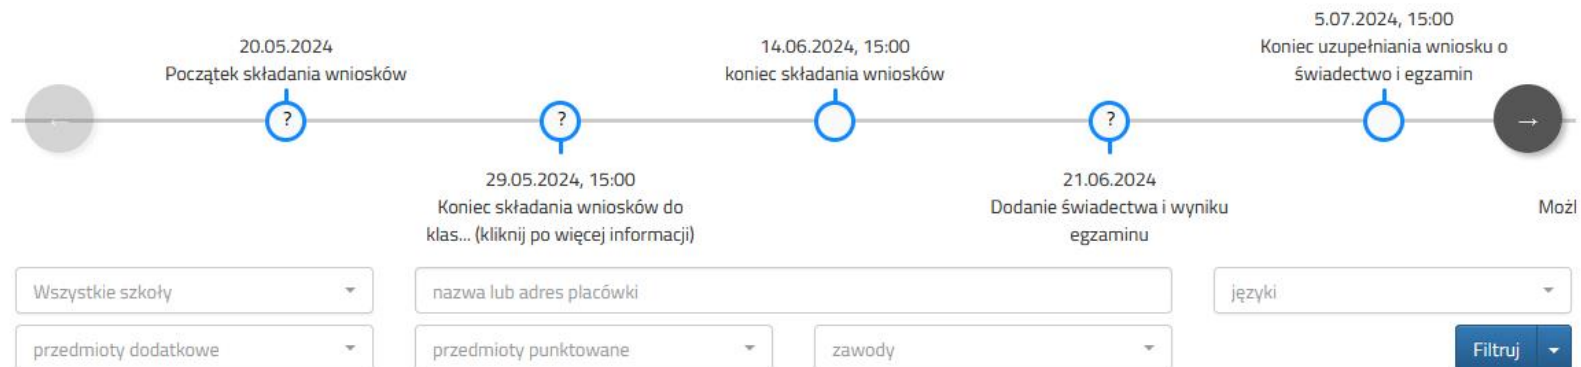 20.05.2024
Początek składania wniosków
?
29.05.2024, 15:00
Koniec składania wniosków do
klas... (kliknij po więcej informacji)
?
14.06.2024, 15:00
koniec składania wniosków
21.06.2024
Dodanie świadectwa i wyniku
egzaminu
?
5.07.2024, 15:00
Koniec uzupełniania wniosku o
świadectwo i egzamin
←
→
Możl
Wszystkie szkoły
nazwa lub adres placówki
języki
przedmioty dodatkowe
przedmioty punktowane
zawody
Filtruj